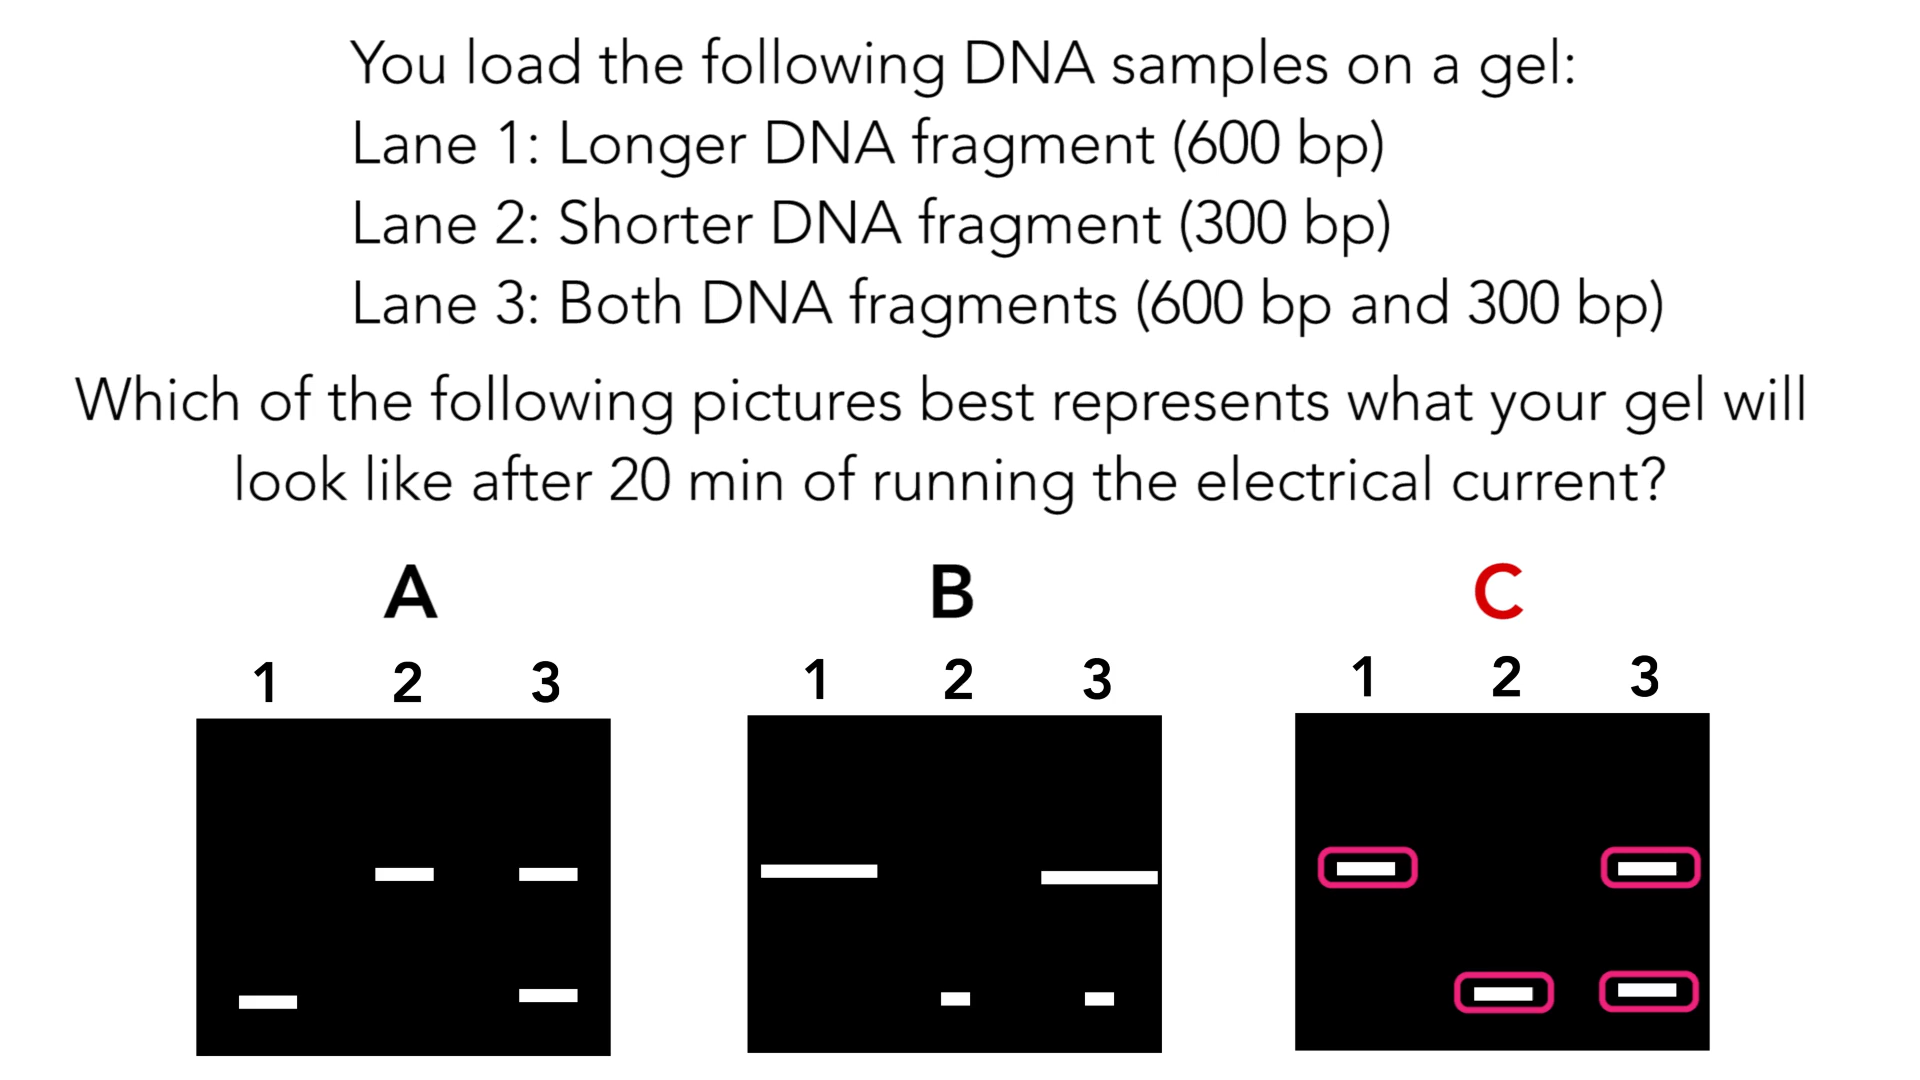 You load the following DNA samples on a gel:
Lane 1: Longer DNA fragment (600 bp)
Lane 2: Shorter DNA fragment (300 bp)
Lane 3: Both DNA fragments (600 bp and 300 bp)
Which of the following pictures best represents what your gel will
look like after 20 min of running the electrical current?
A B C
1 2 3 1 2 3 1 2 3